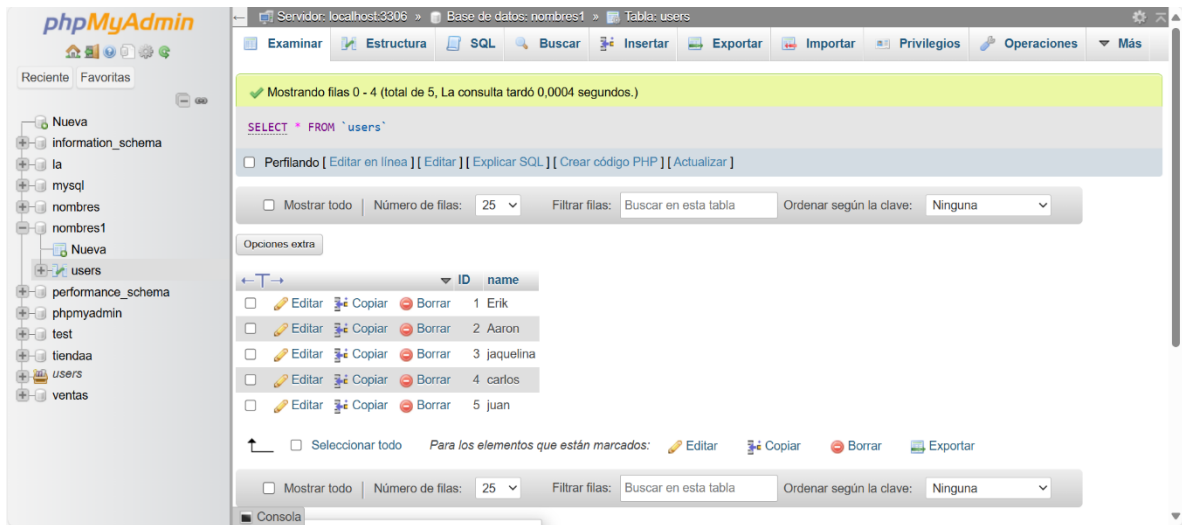 phpMyAdmin
Reciente Favoritas
Nueva
information_schema
la
mysql
nombres
nombres1
Nueva
users
performance_schema
phpmyadmin
test
tiendaa
users
ventas
Servidor: localhost:3306 » Base de datos: nombres1 » Tabla: users
Examinar Estructura SQL Buscar Insertar Exportar Importar Privilegios Operaciones Más
Mostrando filas 0 - 4 (total de 5, La consulta tardó 0,0004 segundos.)
SELECT * FROM `users`
Perfilando [ Editar en línea ] [ Editar ] [ Explicar SQL ] [ Crear código PHP ] [ Actualizar ]
Mostrar todo | Número de filas: 25 Filtrar filas: Buscar en esta tabla Ordenar según la clave: Ninguna
Opciones extra
←T→ ID name
Editar Copiar Borrar 1 Erik
Editar Copiar Borrar 2 Aaron
Editar Copiar Borrar 3 jaquelina
Editar Copiar Borrar 4 carlos
Editar Copiar Borrar 5 juan
Seleccionar todo Para los elementos que están marcados: Editar Copiar Borrar Exportar
Mostrar todo | Número de filas: 25 Filtrar filas: Buscar en esta tabla Ordenar según la clave: Ninguna
Consola